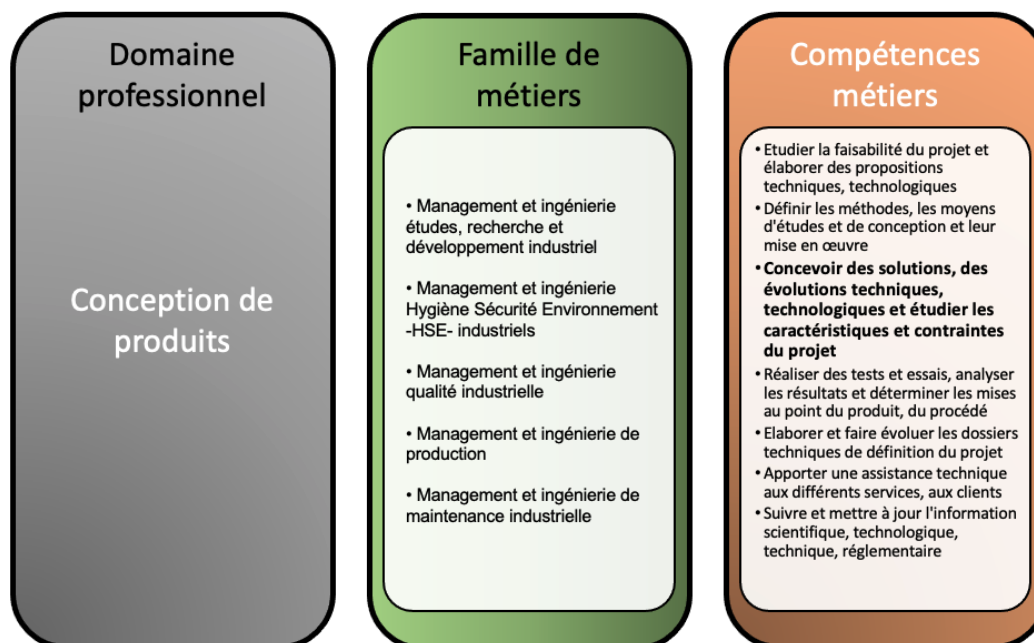 Domaine
professionnel
Conception de
produits
Famille de
métiers
• Management et ingénierie
études, recherche et
développement industriel
• Management et ingénierie
Hygiène Sécurité Environnement
-HSE- industriels
• Management et ingénierie
qualité industrielle
• Management et ingénierie de
production
• Management et ingénierie de
maintenance industrielle
Compétences
métiers
• Etudier la faisabilité du projet et
élaborer des propositions
techniques, technologiques
• Définir les méthodes, les moyens
d'études et de conception et leur
mise en œuvre
• Concevoir des solutions, des
évolutions techniques,
technologiques et étudier les
caractéristiques et contraintes
du projet
• Réaliser des tests et essais, analyser
les résultats et déterminer les mises
au point du produit, du procédé
• Elaborer et faire évoluer les dossiers
techniques de définition du projet
• Apporter une assistance technique
aux différents services, aux clients
• Suivre et mettre à jour l'information
scientifique, technologique,
technique, réglementaire